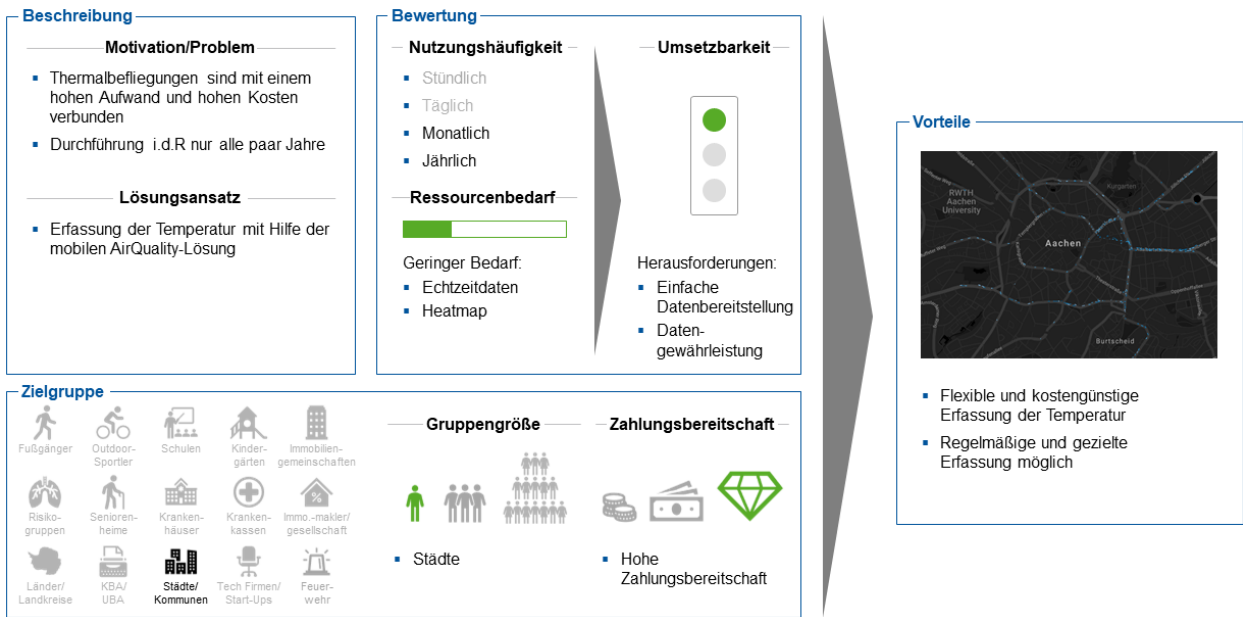 Beschreibung
Motivation/Problem
Thermalbefliegungen sind mit einem
hohen Aufwand und hohen Kosten
verbunden
Durchführung i.d.R nur alle paar Jahre
Lösungsansatz
Erfassung der Temperatur mit Hilfe der
mobilen AirQuality-Lösung
Bewertung
Nutzungshäufigkeit
Stündlich
Täglich
Monatlich
Jährlich
Ressourcenbedarf
Geringer Bedarf:
Echtzeitdaten
Heatmap
Umsetzbarkeit
Herausforderungen:
Einfache
Datenbereitstellung
Daten-
gewährleistung
Zielgruppe
Fußgänger
Outdoor-
Sportler
Schulen
Kinder-
gärten
Immobilien-
gemeinschaften
Risiko-
gruppen
Senioren-
heime
Kranken-
häuser
Kranken-
kassen
%
Immo.-makler/
gesellschaft
Länder/
Landkreise
KBA/
UBA
Städte/
Kommunen
Tech Firmen/
Start-Ups
Feuer-
wehr
Gruppengröße
Städte
Zahlungsbereitschaft
Hohe
Zahlungsbereitschaft
Vorteile
RWTH
Aachen
University
Kurgarten
Aachen
Burtscheid
Flexible und kostengünstige
Erfassung der Temperatur
Regelmäßige und gezielte
Erfassung möglich